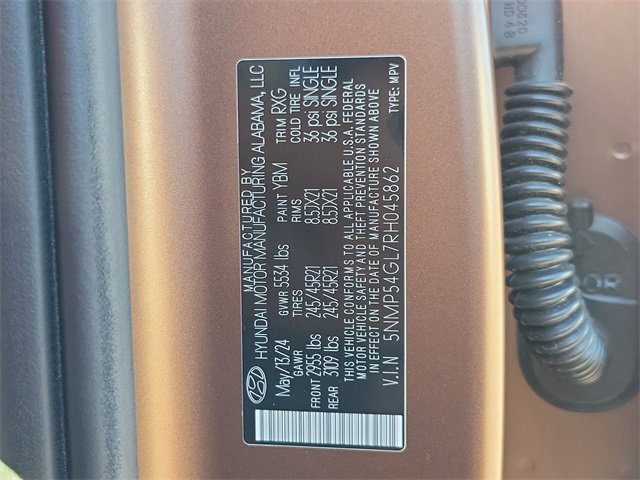 MANUFACTURED BY
HYUNDAI MOTOR MANUFACTURING ALABAMA, LLC
May/13/24 GVWR 5534 lbs PAINT YBM TRIM RXG
GAWR TIRES RIMS COLD TIRE INFL
FRONT 2955 lbs 245/45R21 8.5JX21 36 psi SINGLE
REAR 3109 lbs 245/45R21 8.5JX21 36 psi SINGLE
THIS VEHICLE CONFORMS TO ALL APPLICABLE U.S.A. FEDERAL
MOTOR VEHICLE SAFETY AND THEFT PREVENTION STANDARDS
IN EFFECT ON THE DATE OF MANUFACTURE SHOWN ABOVE
V.I.N 5NMP54GL7RH045862 TYPE: MPV